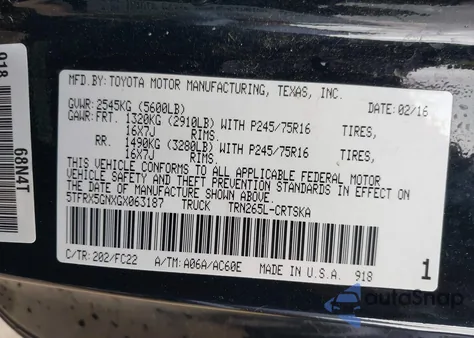 MFD.BY: TOYOTA MOTOR MANUFACTURING, TEXAS, INC.
GVWR: 2545KG (5600LB) DATE: 02/16
GAWR: FRT. 1320KG (2910LB) WITH P245/75R16 TIRES,
16X7J RIMS.
RR. 1490KG (3280LB) WITH P245/75R16 TIRES,
16X7J RIMS.
THIS VEHICLE CONFORMS TO ALL APPLICABLE FEDERAL MOTOR
VEHICLE SAFETY AND THEFT PREVENTION STANDARDS IN EFFECT ON
THE DATE OF MANUFACTURE SHOWN ABOVE.
5TFRX5GNXGX063187 TRUCK TRN265L-CRTSKA
C/TR: 202/FC22 A/TM: A06A/AC60E MADE IN U.S.A. 918
1
918
68N4T
AutoSnap